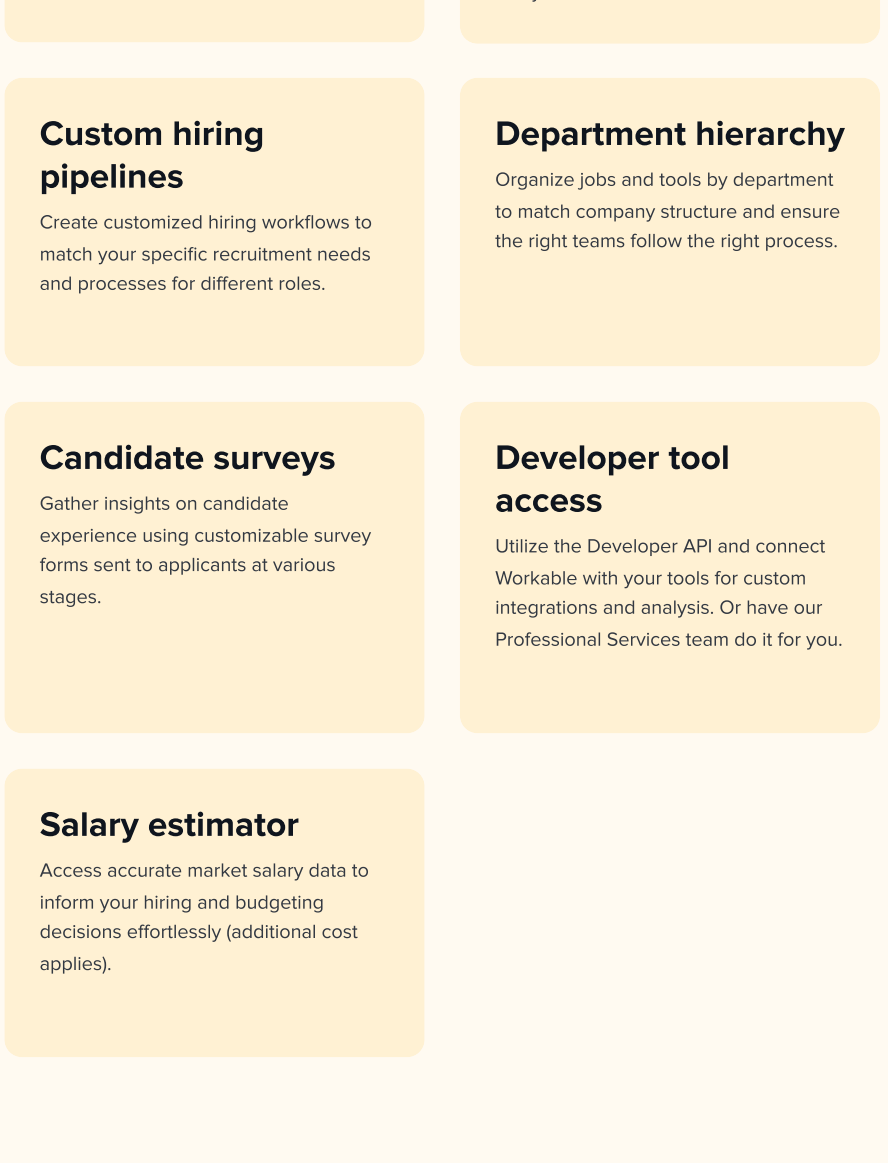 Custom hiring
pipelines
Create customized hiring workflows to
match your specific recruitment needs
and processes for different roles.
Department hierarchy
Organize jobs and tools by department
to match company structure and ensure
the right teams follow the right process.
Candidate surveys
Gather insights on candidate
experience using customizable survey
forms sent to applicants at various
stages.
Developer tool
access
Utilize the Developer API and connect
Workable with your tools for custom
integrations and analysis. Or have our
Professional Services team do it for you.
Salary estimator
Access accurate market salary data to
inform your hiring and budgeting
decisions effortlessly (additional cost
applies).